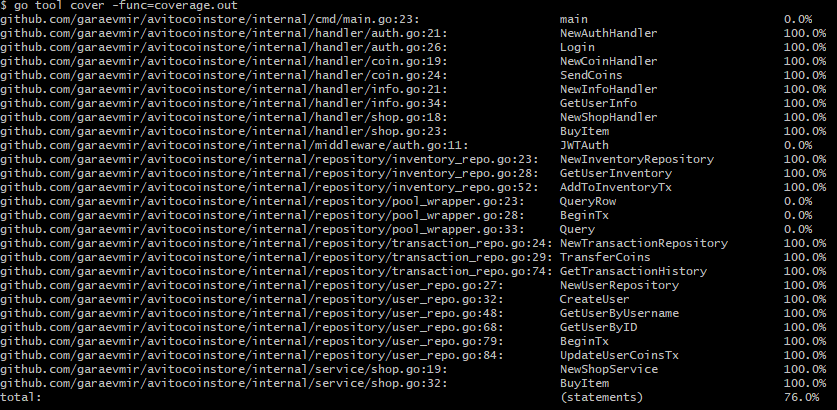 $ go tool cover -func=coverage.out
github.com/garaevmir/avitocoinstore/internal/cmd/main.go:23: main 0.0%
github.com/garaevmir/avitocoinstore/internal/handler/auth.go:21: NewAuthHandler 100.0%
github.com/garaevmir/avitocoinstore/internal/handler/auth.go:26: Login 100.0%
github.com/garaevmir/avitocoinstore/internal/handler/coin.go:19: NewCoinHandler 100.0%
github.com/garaevmir/avitocoinstore/internal/handler/coin.go:24: SendCoins 100.0%
github.com/garaevmir/avitocoinstore/internal/handler/info.go:21: NewInfoHandler 100.0%
github.com/garaevmir/avitocoinstore/internal/handler/info.go:34: GetUserInfo 100.0%
github.com/garaevmir/avitocoinstore/internal/handler/shop.go:18: NewShopHandler 100.0%
github.com/garaevmir/avitocoinstore/internal/handler/shop.go:23: BuyItem 100.0%
github.com/garaevmir/avitocoinstore/internal/middleware/auth.go:11: JWTAuth 0.0%
github.com/garaevmir/avitocoinstore/internal/repository/inventory_repo.go:23: NewInventoryRepository 100.0%
github.com/garaevmir/avitocoinstore/internal/repository/inventory_repo.go:28: GetUserInventory 100.0%
github.com/garaevmir/avitocoinstore/internal/repository/inventory_repo.go:52: AddToInventoryTx 100.0%
github.com/garaevmir/avitocoinstore/internal/repository/pool_wrapper.go:23: QueryRow 0.0%
github.com/garaevmir/avitocoinstore/internal/repository/pool_wrapper.go:28: BeginTx 0.0%
github.com/garaevmir/avitocoinstore/internal/repository/pool_wrapper.go:33: Query 0.0%
github.com/garaevmir/avitocoinstore/internal/repository/transaction_repo.go:24: NewTransactionRepository 100.0%
github.com/garaevmir/avitocoinstore/internal/repository/transaction_repo.go:29: TransferCoins 100.0%
github.com/garaevmir/avitocoinstore/internal/repository/transaction_repo.go:74: GetTransactionHistory 100.0%
github.com/garaevmir/avitocoinstore/internal/repository/user_repo.go:27: NewUserRepository 100.0%
github.com/garaevmir/avitocoinstore/internal/repository/user_repo.go:32: CreateUser 100.0%
github.com/garaevmir/avitocoinstore/internal/repository/user_repo.go:48: GetUserByUsername 100.0%
github.com/garaevmir/avitocoinstore/internal/repository/user_repo.go:68: GetUserByID 100.0%
github.com/garaevmir/avitocoinstore/internal/repository/user_repo.go:79: BeginTx 100.0%
github.com/garaevmir/avitocoinstore/internal/repository/user_repo.go:84: UpdateUserCoinsTx 100.0%
github.com/garaevmir/avitocoinstore/internal/service/shop.go:19: NewShopService 100.0%
github.com/garaevmir/avitocoinstore/internal/service/shop.go:32: BuyItem 100.0%
total: (statements) 76.0%